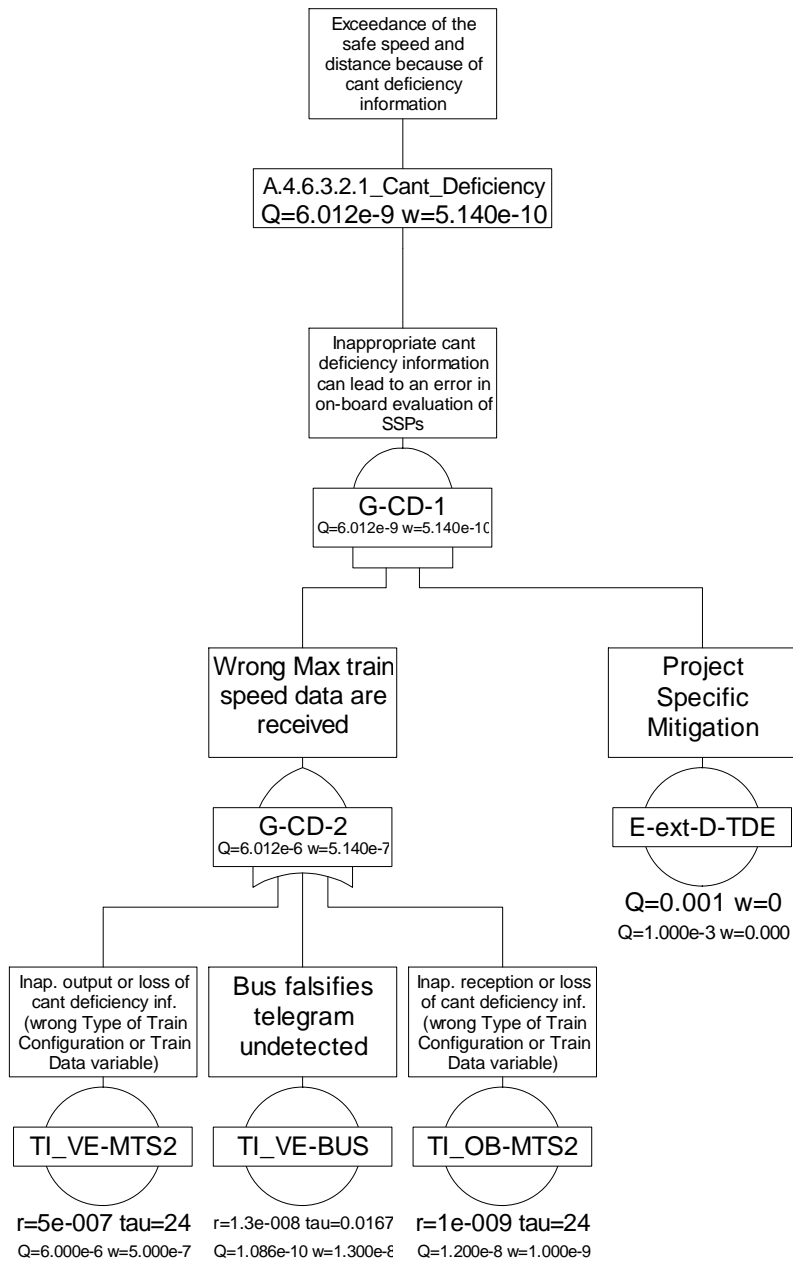 Exceedance of the
safe speed and
distance because of
cant deficiency
information
A.4.6.3.2.1_Cant_Deficiency
Q=6.012e-9 w=5.140e-10
Inappropriate cant
deficiency information
can lead to an error in
on-board evaluation of
SSPs
G-CD-1
Q=6.012e-9 w=5.140e-10
Wrong Max train
speed data are
received
Project
Specific
Mitigation
G-CD-2
Q=6.012e-6 w=5.140e-7
E-ext-D-TDE
Q=0.001 w=0
Q=1.000e-3 w=0.000
Inap. output or loss of
cant deficiency inf.
(wrong Type of Train
Configuration or Train
Data variable)
Bus falsifies
telegram
undetected
Inap. reception or loss
of cant deficiency inf.
(wrong Type of Train
Configuration or Train
Data variable)
TI_VE-MTS2
TI_VE-BUS
TI_OB-MTS2
r=5e-007 tau=24
Q=6.000e-6 w=5.000e-7
r=1.3e-008 tau=0.0167
Q=1.086e-10 w=1.300e-8
r=1e-009 tau=24
Q=1.200e-8 w=1.000e-9